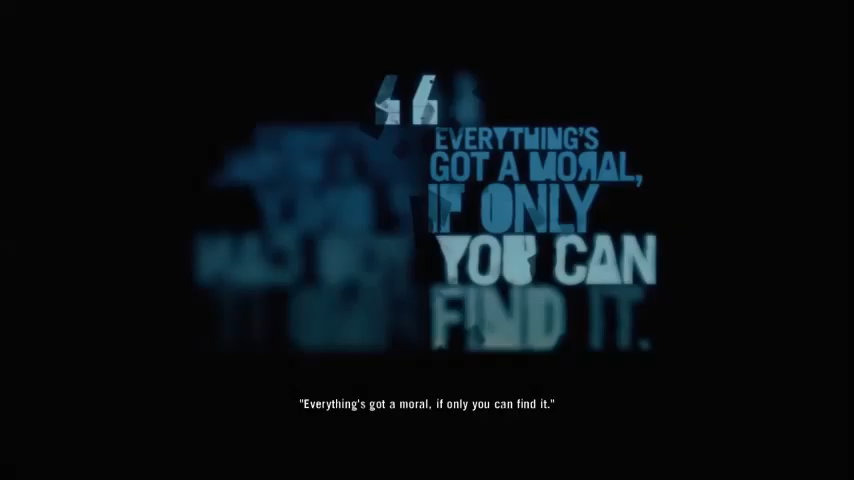 “
EVERYTHING'S
GOT A MORAL,
IF ONLY
YOU CAN
FIND IT.
"Everything's got a moral, if only you can find it."